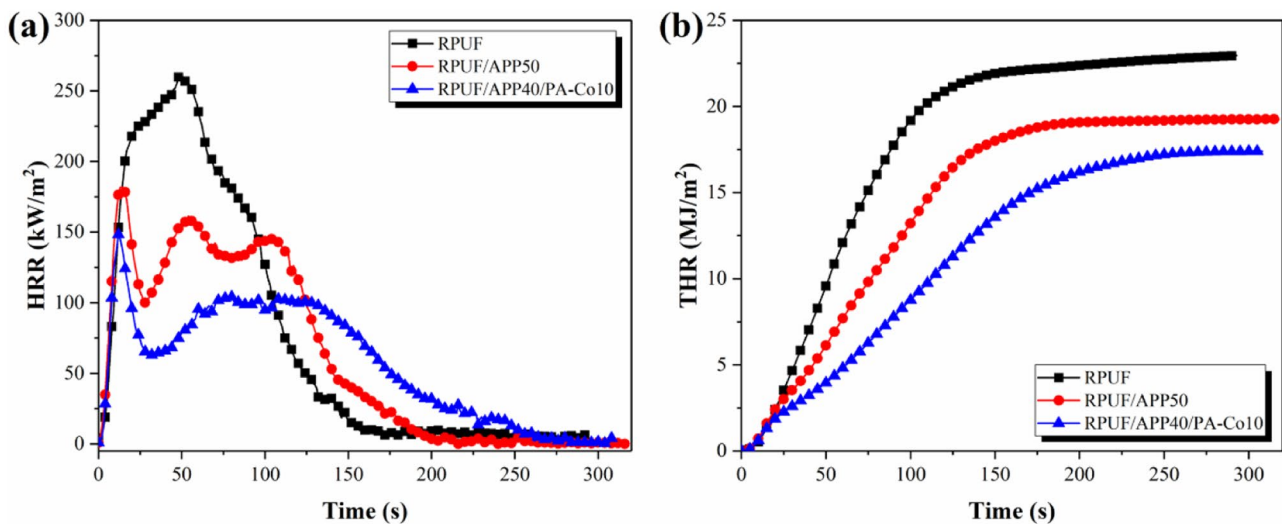 (a)
HRR (kW/m²)
300
250
200
150
100
50
0
RPUF
RPUF/APP50
RPUF/APP40/PA-Co10
0 50 100 150 200 250 300
Time (s)
(b)
THR (MJ/m²)
25
20
15
10
5
0
RPUF
RPUF/APP50
RPUF/APP40/PA-Co10
0 50 100 150 200 250 300
Time (s)